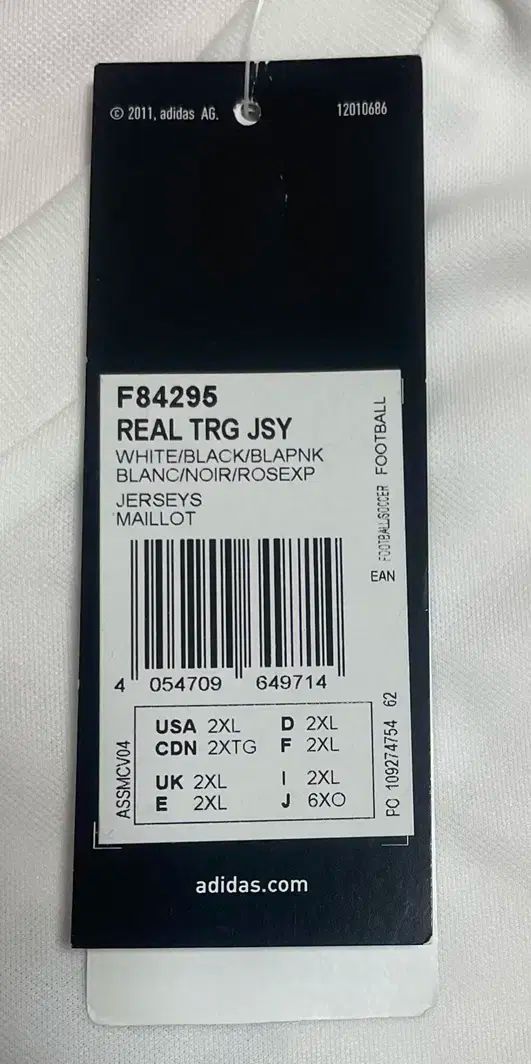 © 2011, adidas AG.
12010686
F84295
REAL TRG JSY
WHITE/BLACK/BLAPNK
BLANC/NOIR/ROSEXP
JERSEYS
MAILLOT
FOOTBALL/SOCCER FOOTBALL
EAN
4 054709 649714
ASSMCV04
USA 2XL D 2XL
CDN 2XTG F 2XL
UK 2XL I 2XL
E 2XL J 6XO
PO 109274754 62
adidas.com